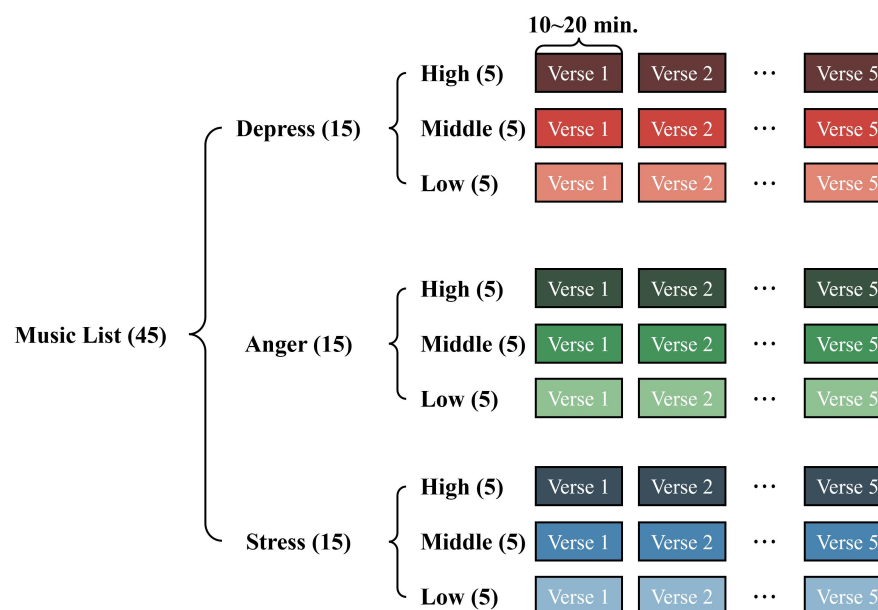 10~20 min.
High (5) Verse 1 Verse 2 ··· Verse 5
Depress (15) Middle (5) Verse 1 Verse 2 ··· Verse 5
Low (5) Verse 1 Verse 2 ··· Verse 5
High (5) Verse 1 Verse 2 ··· Verse 5
Music List (45) Anger (15) Middle (5) Verse 1 Verse 2 ··· Verse 5
Low (5) Verse 1 Verse 2 ··· Verse 5
High (5) Verse 1 Verse 2 ··· Verse 5
Stress (15) Middle (5) Verse 1 Verse 2 ··· Verse 5
Low (5) Verse 1 Verse 2 ··· Verse 5